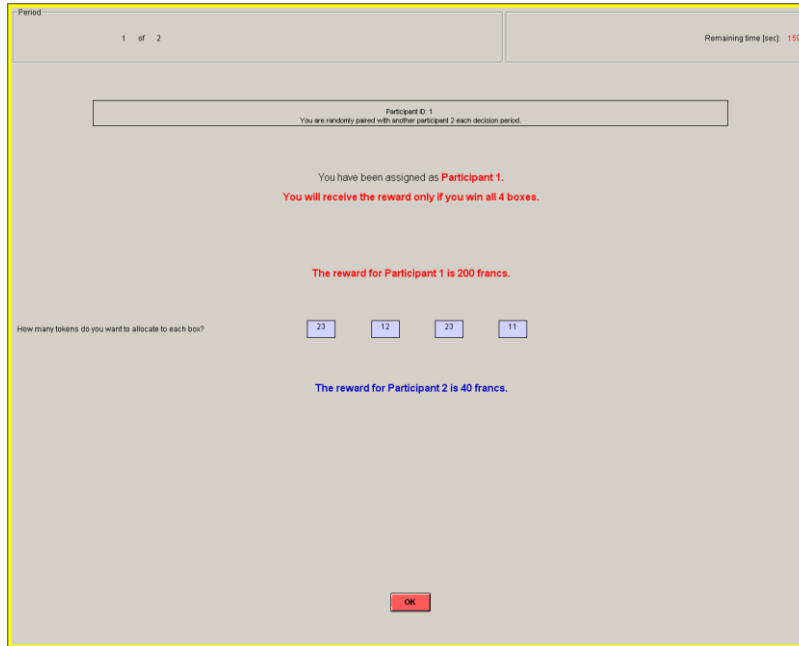 Period
1 of 2
Remaining time [sec]: 159
Participant ID: 1
You are randomly paired with another participant 2 each decision period.
You have been assigned as Participant 1.
You will receive the reward only if you win all 4 boxes.
The reward for Participant 1 is 200 francs.
How many tokens do you want to allocate to each box? 23 12 23 11
The reward for Participant 2 is 40 francs.
OK